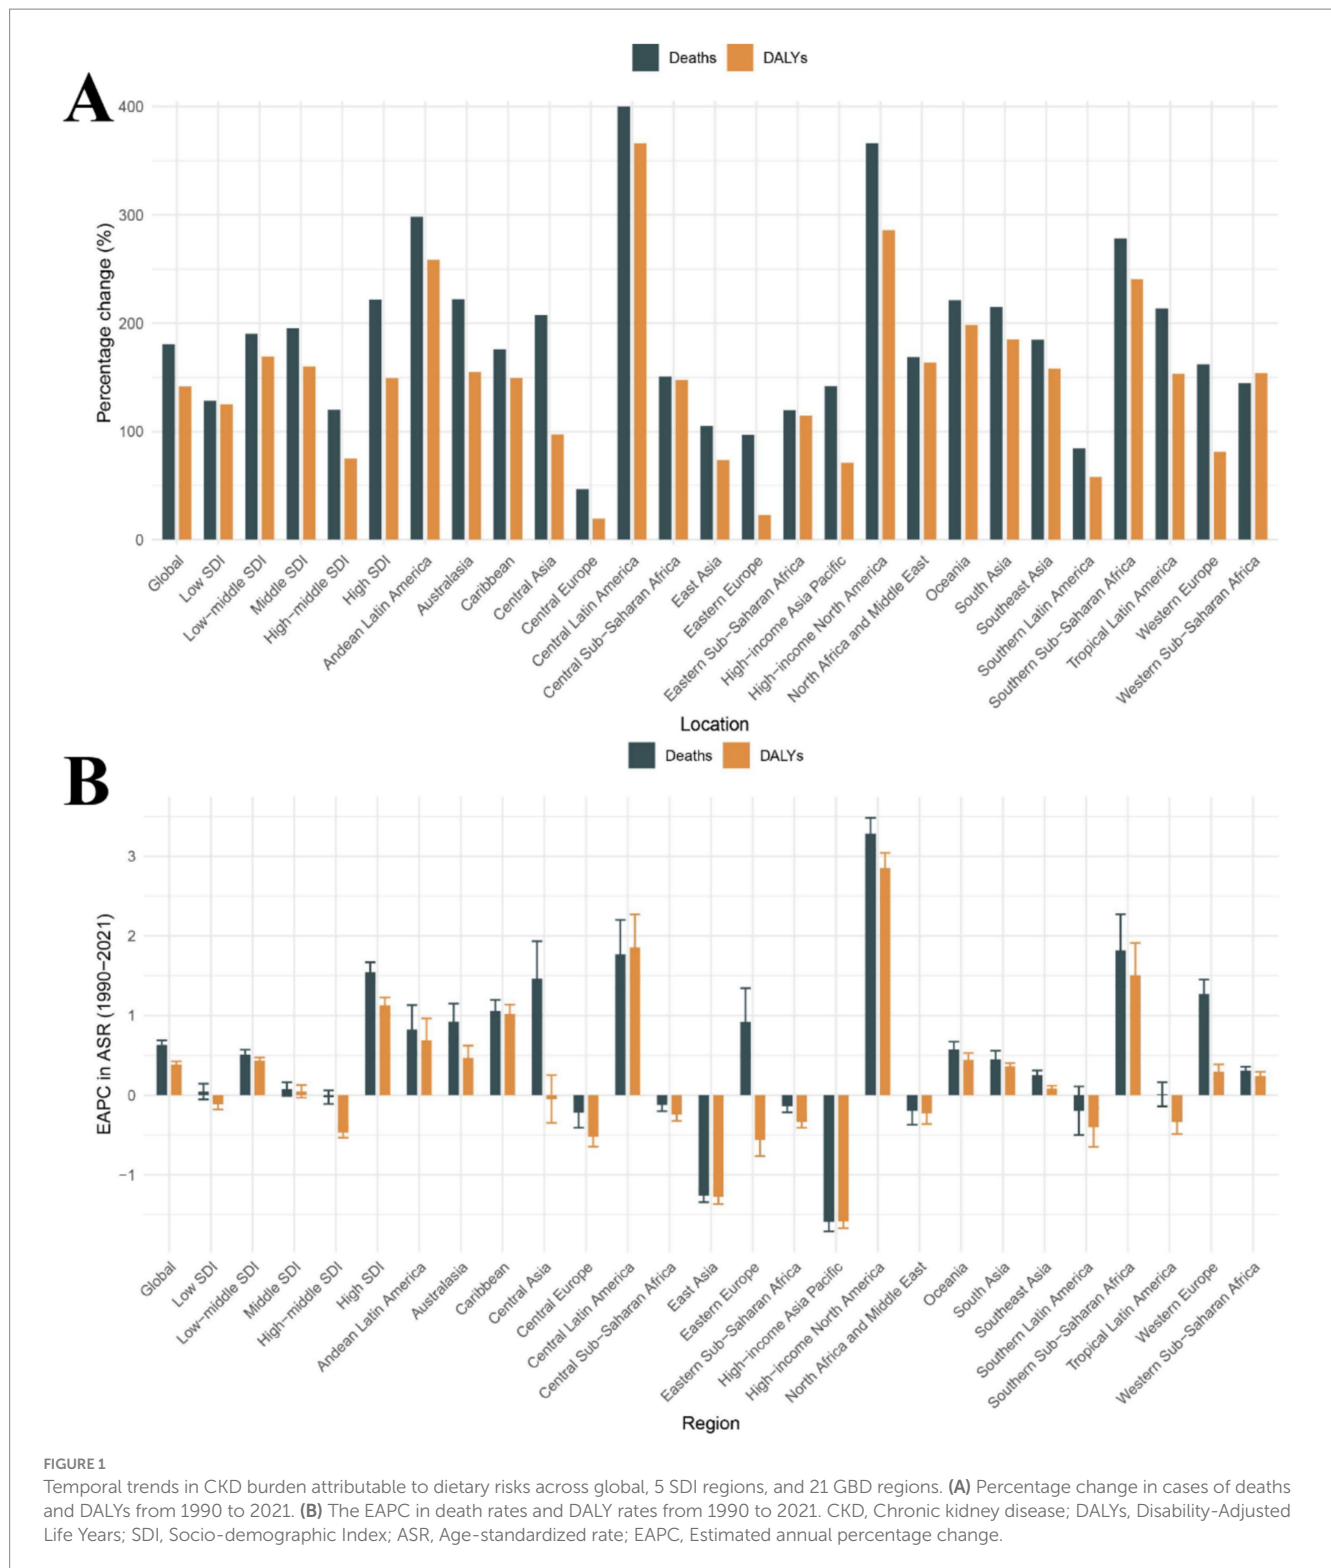 Deaths DALYs
A
400
300
200
100
0
Percentage change (%)
Global
Low SDI
Low-middle SDI
Middle SDI
High-middle SDI
High SDI
Andean Latin America
Australasia
Caribbean
Central Asia
Central Europe
Central Latin America
Central Sub-Saharan Africa
East Asia
Eastern Europe
Eastern Sub-Saharan Africa
High-income Asia Pacific
High-income North America
North Africa and Middle East
Oceania
South Asia
Southeast Asia
Southern Latin America
Southern Sub-Saharan Africa
Tropical Latin America
Western Europe
Western Sub-Saharan Africa
Location
Deaths DALYs
B
3
2
1
0
-1
EAPC in ASR (1990-2021)
Global
Low SDI
Low-middle SDI
Middle SDI
High-middle SDI
High SDI
Andean Latin America
Australasia
Caribbean
Central Asia
Central Europe
Central Latin America
Central Sub-Saharan Africa
East Asia
Eastern Europe
Eastern Sub-Saharan Africa
High-income Asia Pacific
High-income North America
North Africa and Middle East
Oceania
South Asia
Southeast Asia
Southern Latin America
Southern Sub-Saharan Africa
Tropical Latin America
Western Europe
Western Sub-Saharan Africa
Region
FIGURE 1
Temporal trends in CKD burden attributable to dietary risks across global, 5 SDI regions, and 21 GBD regions. (A) Percentage change in cases of deaths
and DALYs from 1990 to 2021. (B) The EAPC in death rates and DALY rates from 1990 to 2021. CKD, Chronic kidney disease; DALYs, Disability-Adjusted
Life Years; SDI, Socio-demographic Index; ASR, Age-standardized rate; EAPC, Estimated annual percentage change.